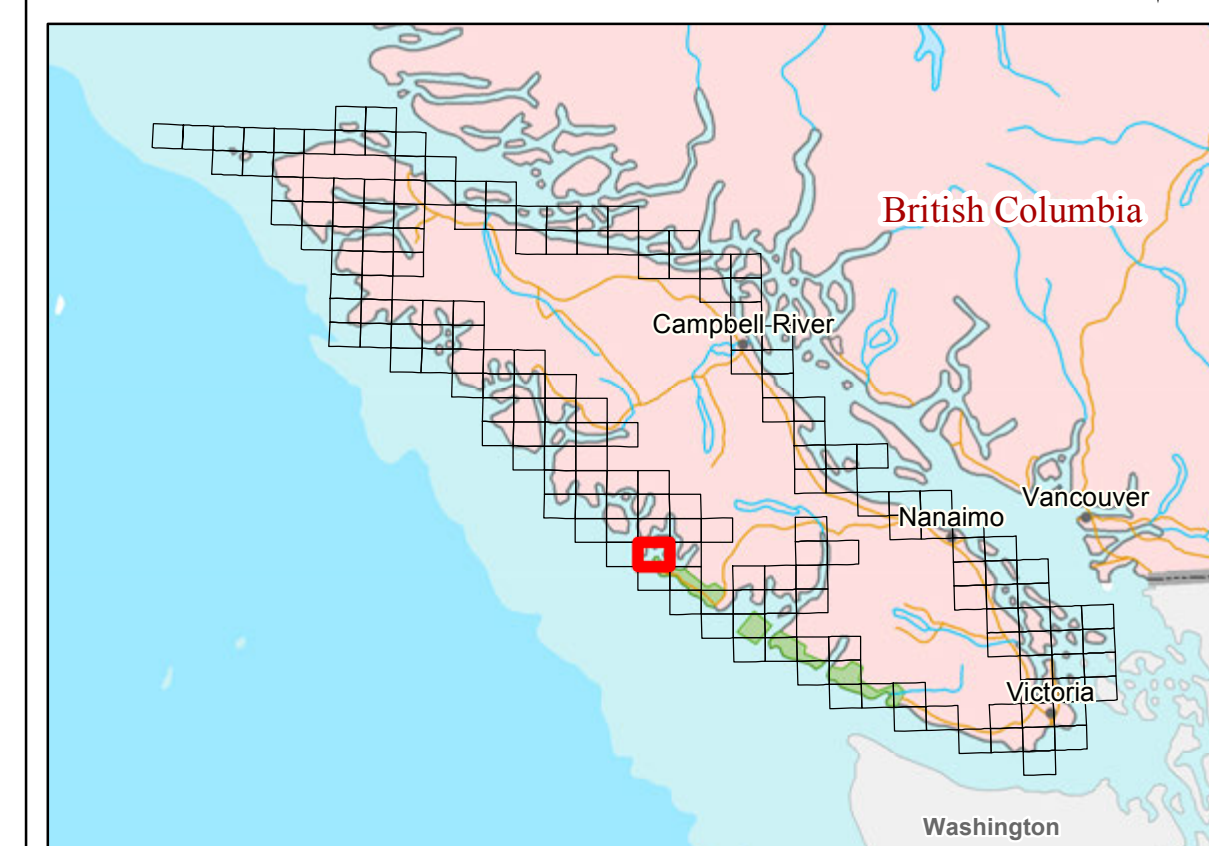 British Columbia
Campbell River
Vancouver
Nanaimo
Victoria
Washington